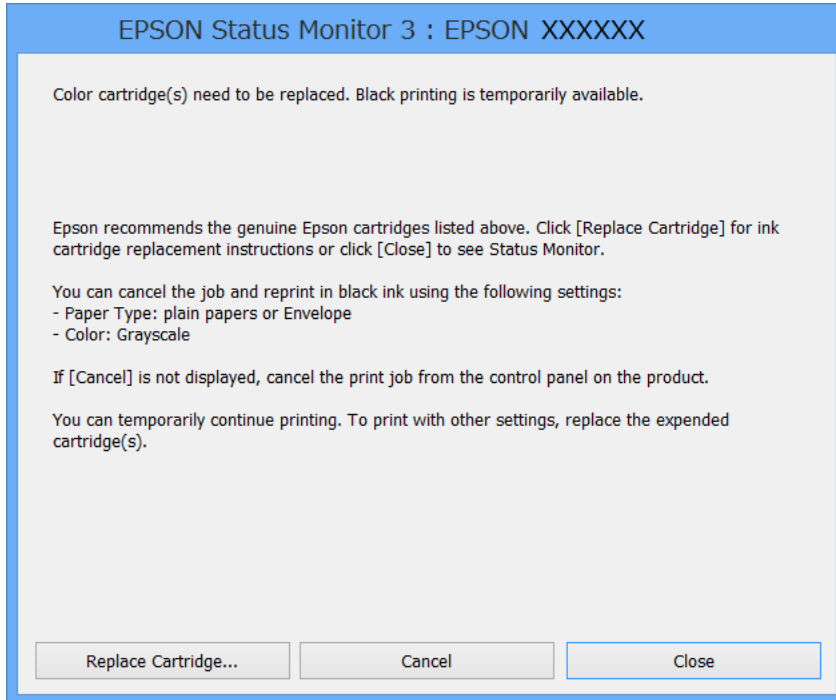 EPSON Status Monitor 3 : EPSON XXXXXX
Color cartridge(s) need to be replaced. Black printing is temporarily available.
Epson recommends the genuine Epson cartridges listed above. Click [Replace Cartridge] for ink
cartridge replacement instructions or click [Close] to see Status Monitor.
You can cancel the job and reprint in black ink using the following settings:
- Paper Type: plain papers or Envelope
- Color: Grayscale
If [Cancel] is not displayed, cancel the print job from the control panel on the product.
You can temporarily continue printing. To print with other settings, replace the expended
cartridge(s).
Replace Cartridge... Cancel Close